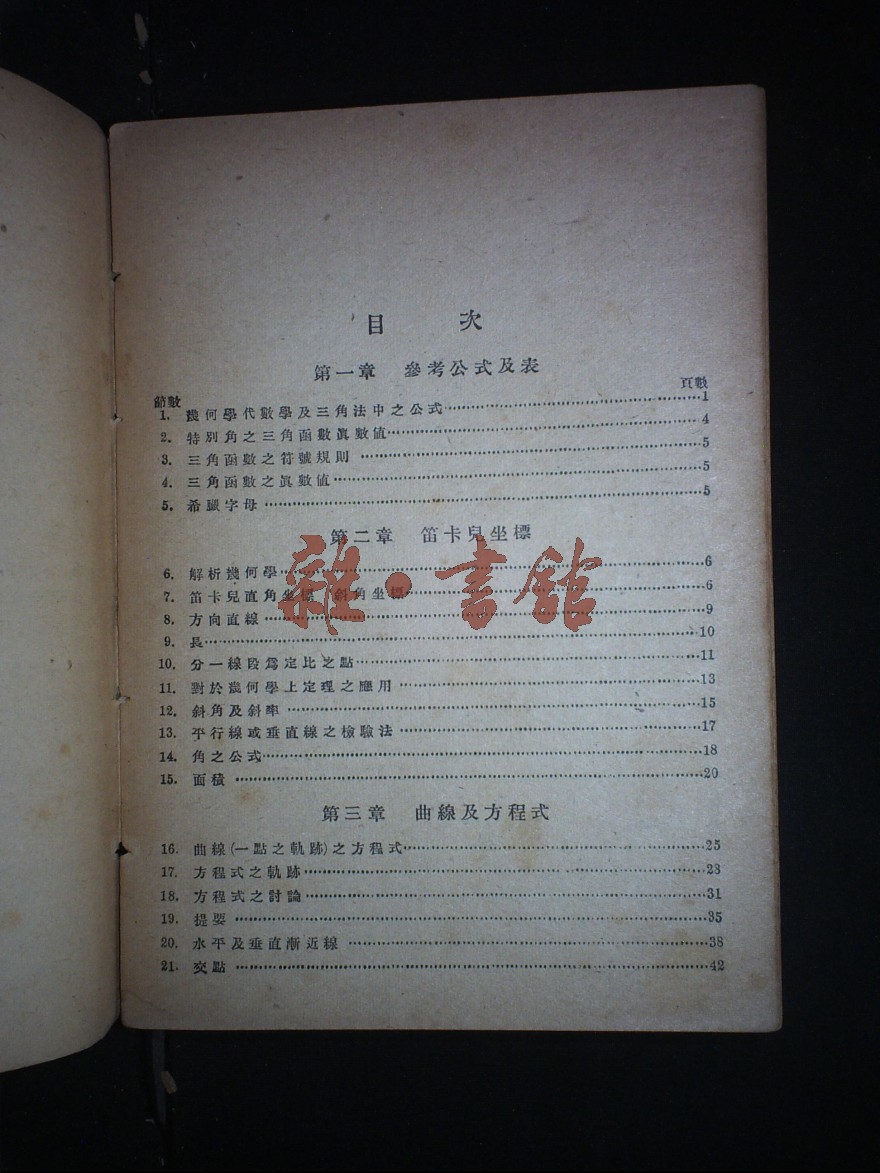 目 次
第一章 參考公式及表
節數 頁數
1. 幾何學代數學及三角法中之公式 1
2. 特別角之三角函數眞數值 4
3. 三角函數之符號規則 5
4. 三角函數之眞數值 5
5. 希臘字母 5
第二章 笛卡兒坐標
6. 解析幾何學 6
7. 笛卡兒直角坐標 斜角坐標 6
8. 方向直線 9
9. 長 10
10. 分一線段爲定比之點 11
11. 對於幾何學上定理之應用 13
12. 斜角及斜率 15
13. 平行線或垂直線之檢驗法 17
14. 角之公式 18
15. 面積 20
雜·書館
第三章 曲線及方程式
16. 曲線(一點之軌跡)之方程式 25
17. 方程式之軌跡 28
18. 方程式之討論 31
19. 提要 35
20. 水平及垂直漸近線 38
21. 交點 42